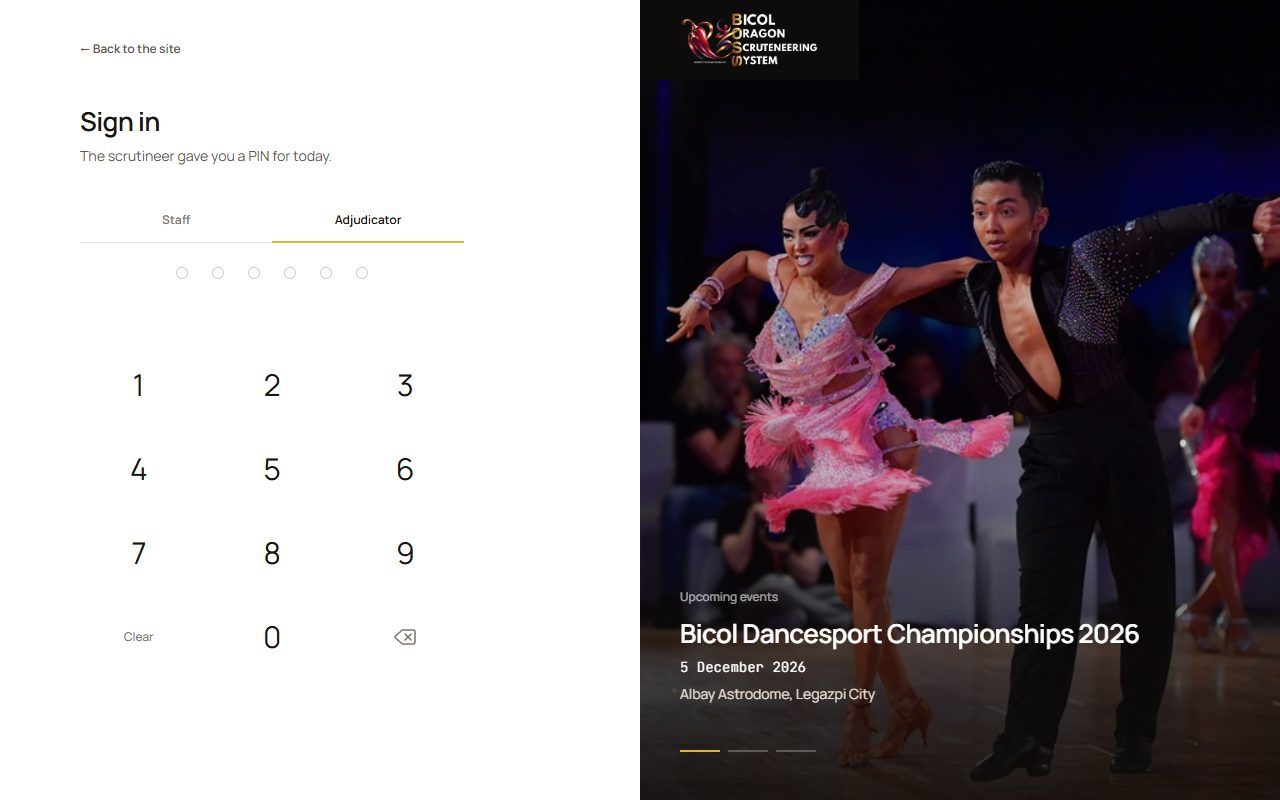 ← Back to the site
Sign in
The scrutineer gave you a PIN for today.
Staff
Adjudicator
1
2
3
4
5
6
7
8
9
Clear
0
BICOL
DRAGON
SCRUTENEERING
SYSTEM
Upcoming events
Bicol Dancesport Championships 2026
5 December 2026
Albay Astrodome, Legazpi City